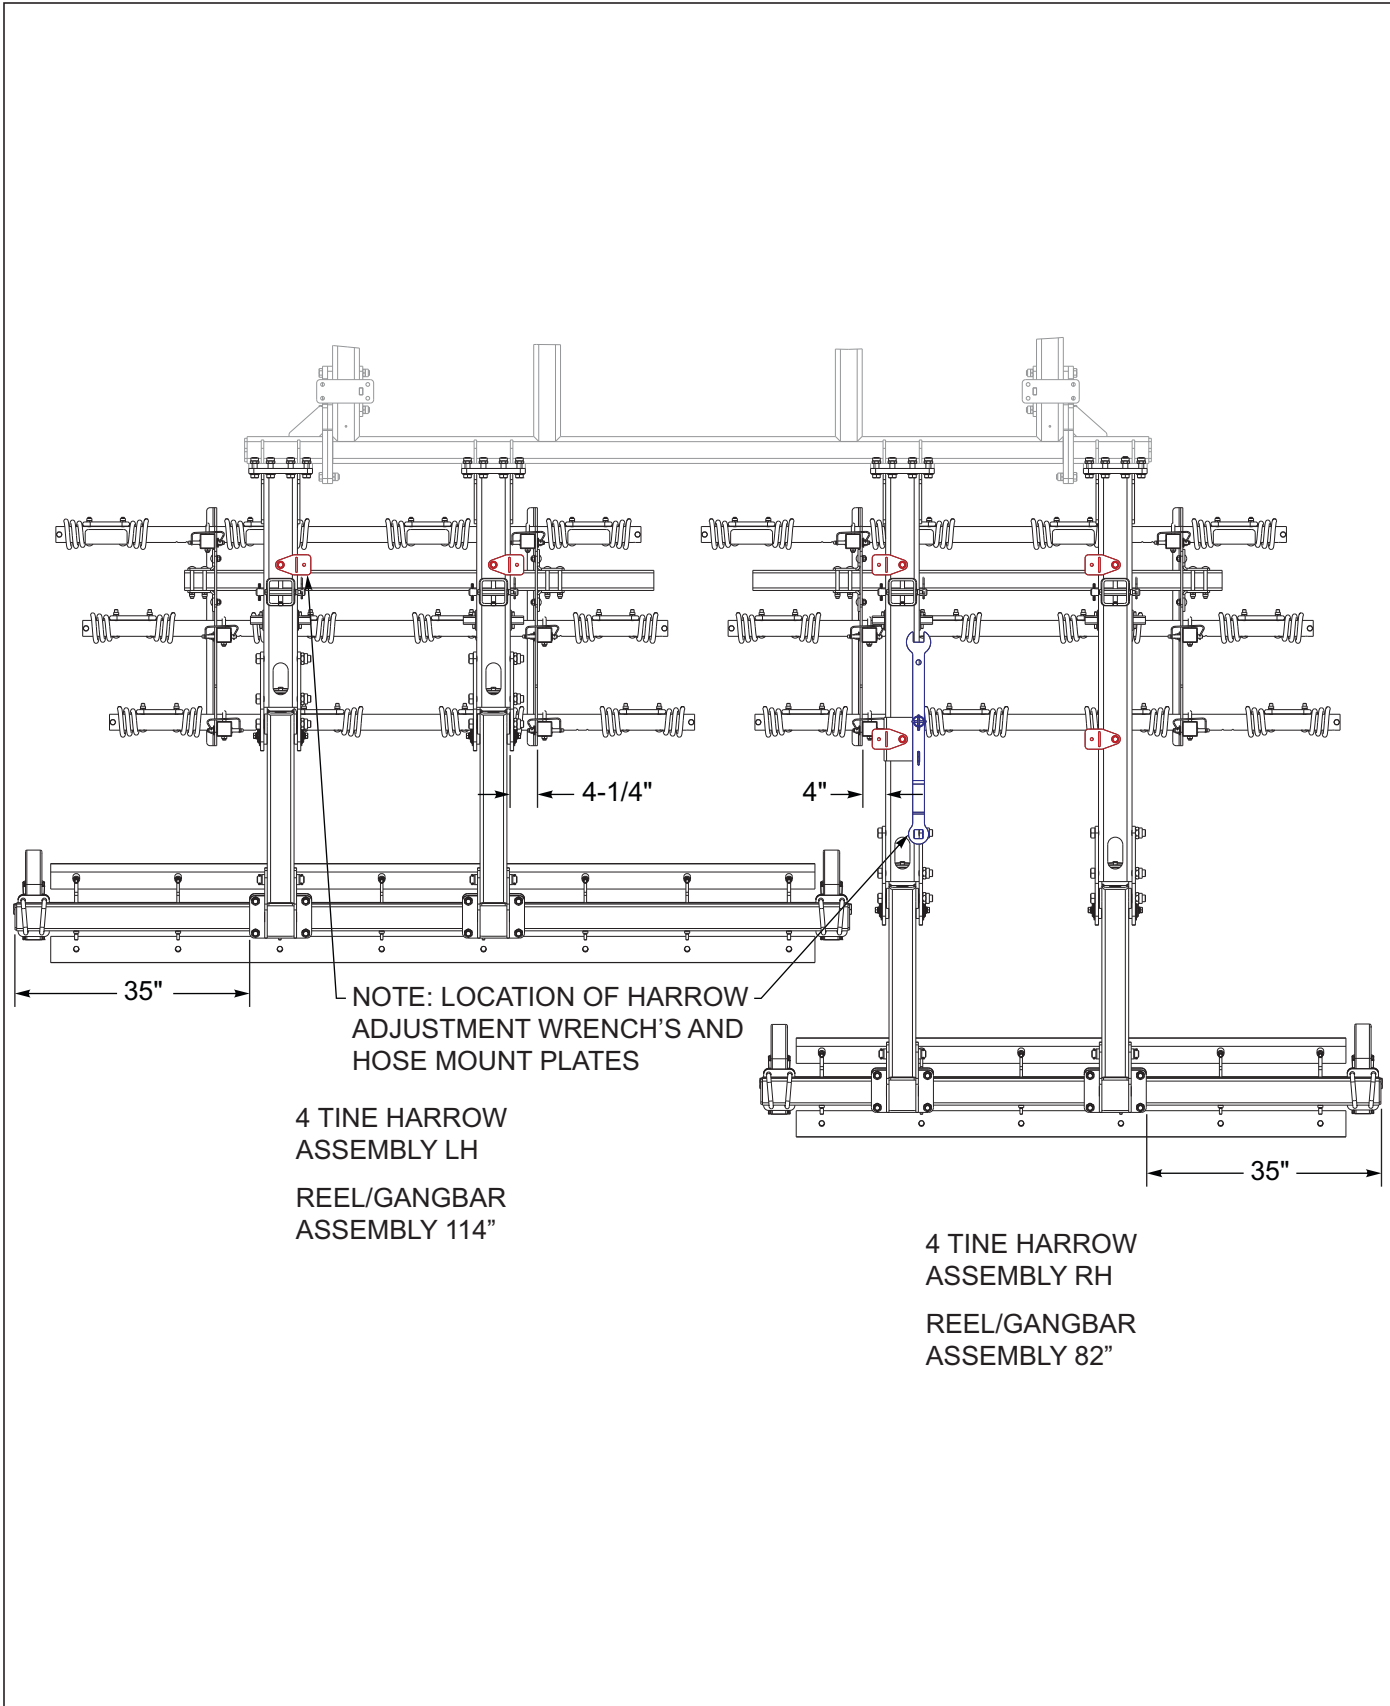 4-1/4"
4"
35"
NOTE: LOCATION OF HARROW
ADJUSTMENT WRENCH’S AND
HOSE MOUNT PLATES
4 TINE HARROW
ASSEMBLY LH
REEL/GANGBAR
ASSEMBLY 114”
35"
4 TINE HARROW
ASSEMBLY RH
REEL/GANGBAR
ASSEMBLY 82”